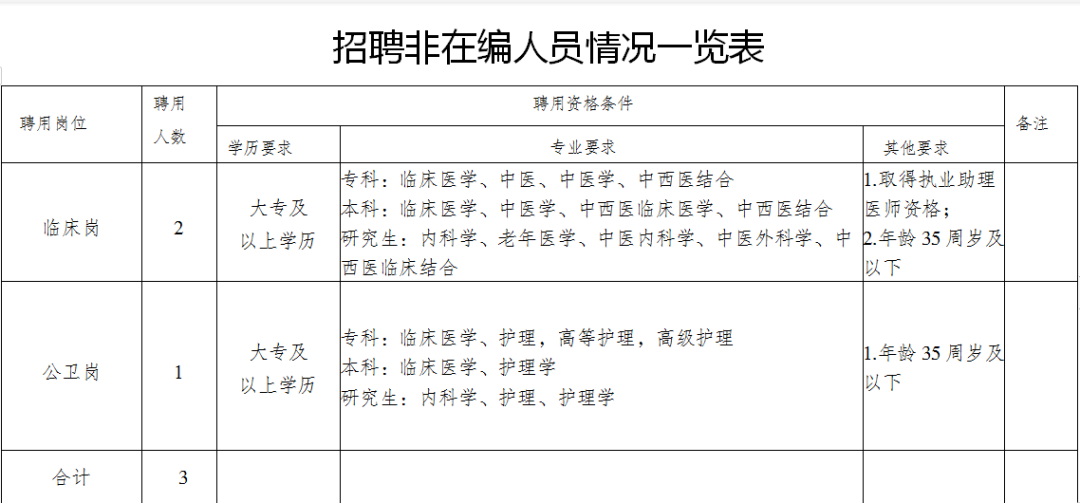 招聘非在编人员情况一览表
聘用岗位
聘用
人数
聘用资格条件
备注
学历要求
专业要求
其他要求
临床岗
2
大专及
以上学历
专科：临床医学、中医、中医学、中西医结合
本科：临床医学、中医学、中西医临床医学、中西医结合
研究生：内科学、老年医学、中医内科学、中医外科学、中
西医临床结合
1.取得执业助理
医师资格；
2.年龄 35 周岁及
以下
公卫岗
1
大专及
以上学历
专科：临床医学、护理，高等护理，高级护理
本科：临床医学、护理学
研究生：内科学、护理、护理学
1.年龄 35 周岁及
以下
合计
3